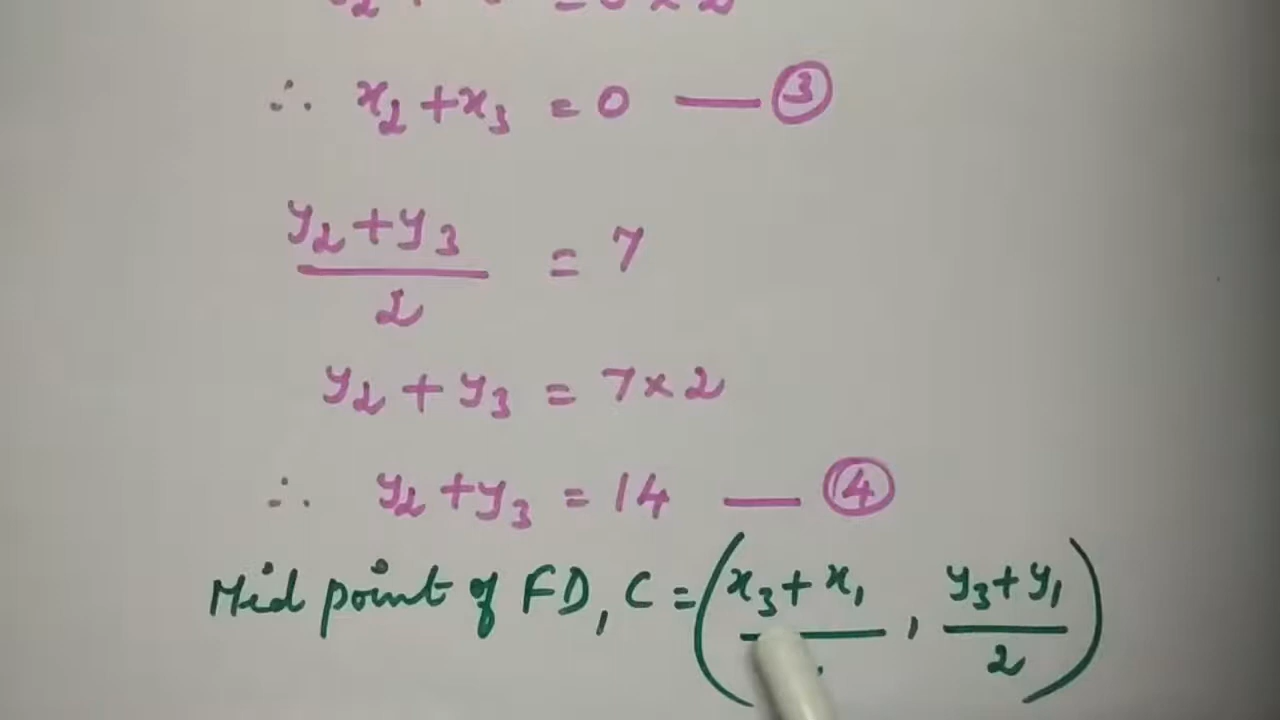 ∴ x₂ + x₃ = 0 — ③
y₂ + y₃ / 2 = 7
y₂ + y₃ = 7 × 2
∴ y₂ + y₃ = 14 — ④
Mid point of FD, C = (x₃ + x₁ / , y₃ + y₁ / 2)